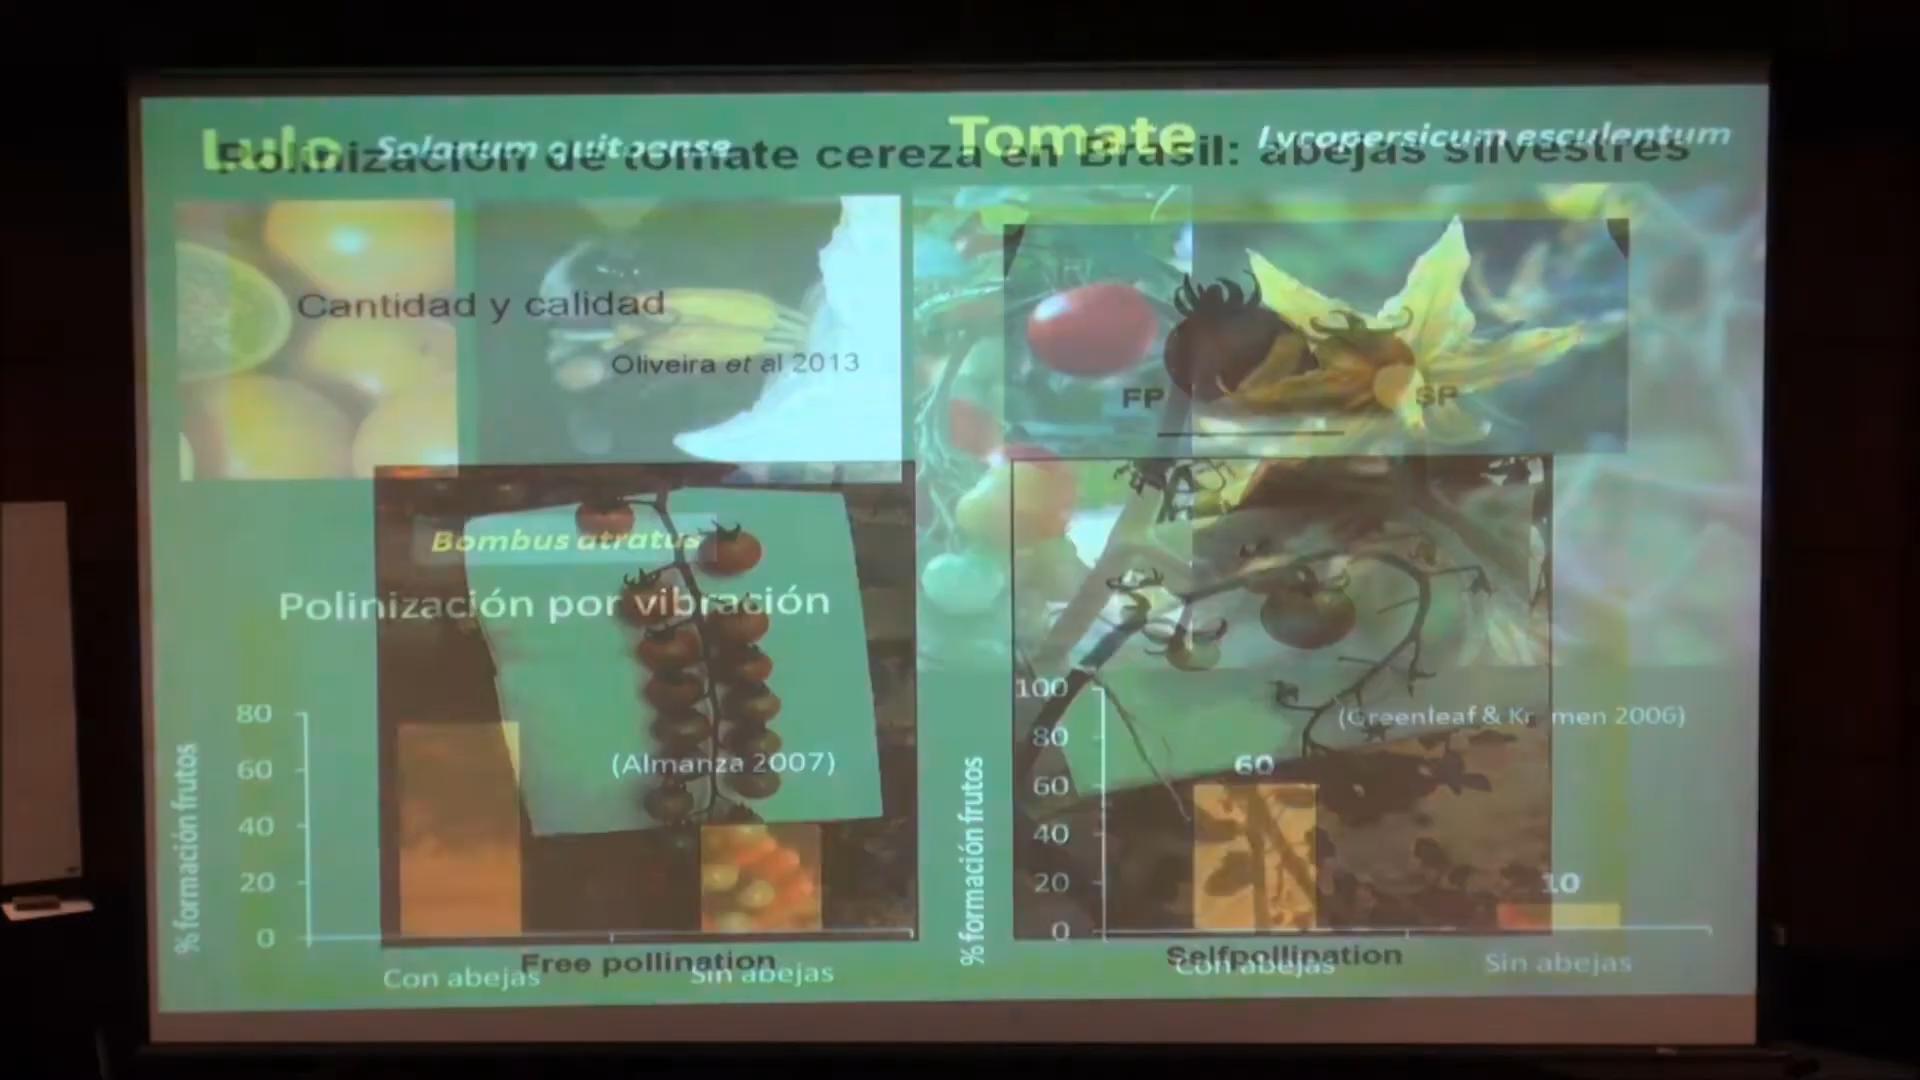 Lulo Solanum quitoense
Tomate Lycopersicum esculentum
Polinización de tomate cereza en Brasil: abejas silvestres
Cantidad y calidad
Oliveira et al 2013
FP
SP
Bombus atratus
Polinización por vibración
(Almanza 2007)
% formación frutos
80
60
40
20
0
Con abejas
Sin abejas
Free pollination
(Greenleaf & Kremen 2006)
% formación frutos
100
80
60
40
20
0
60
10
Con abejas
Sin abejas
Selfpollination